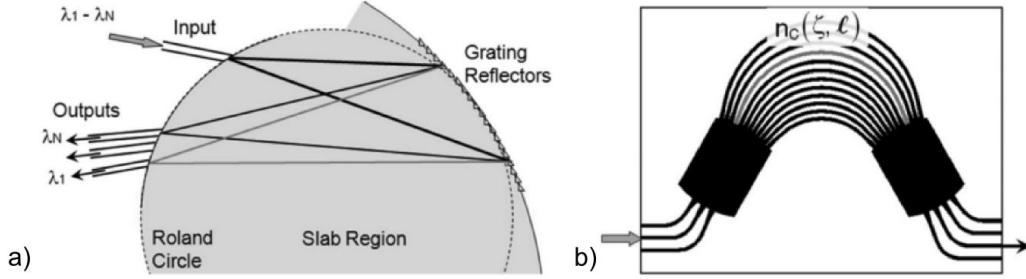 λ1 - λN
Input
Grating
Reflectors
Outputs
λN
λ1
Roland
Circle
Slab Region
a)
nc(ζ, ℓ)
b)